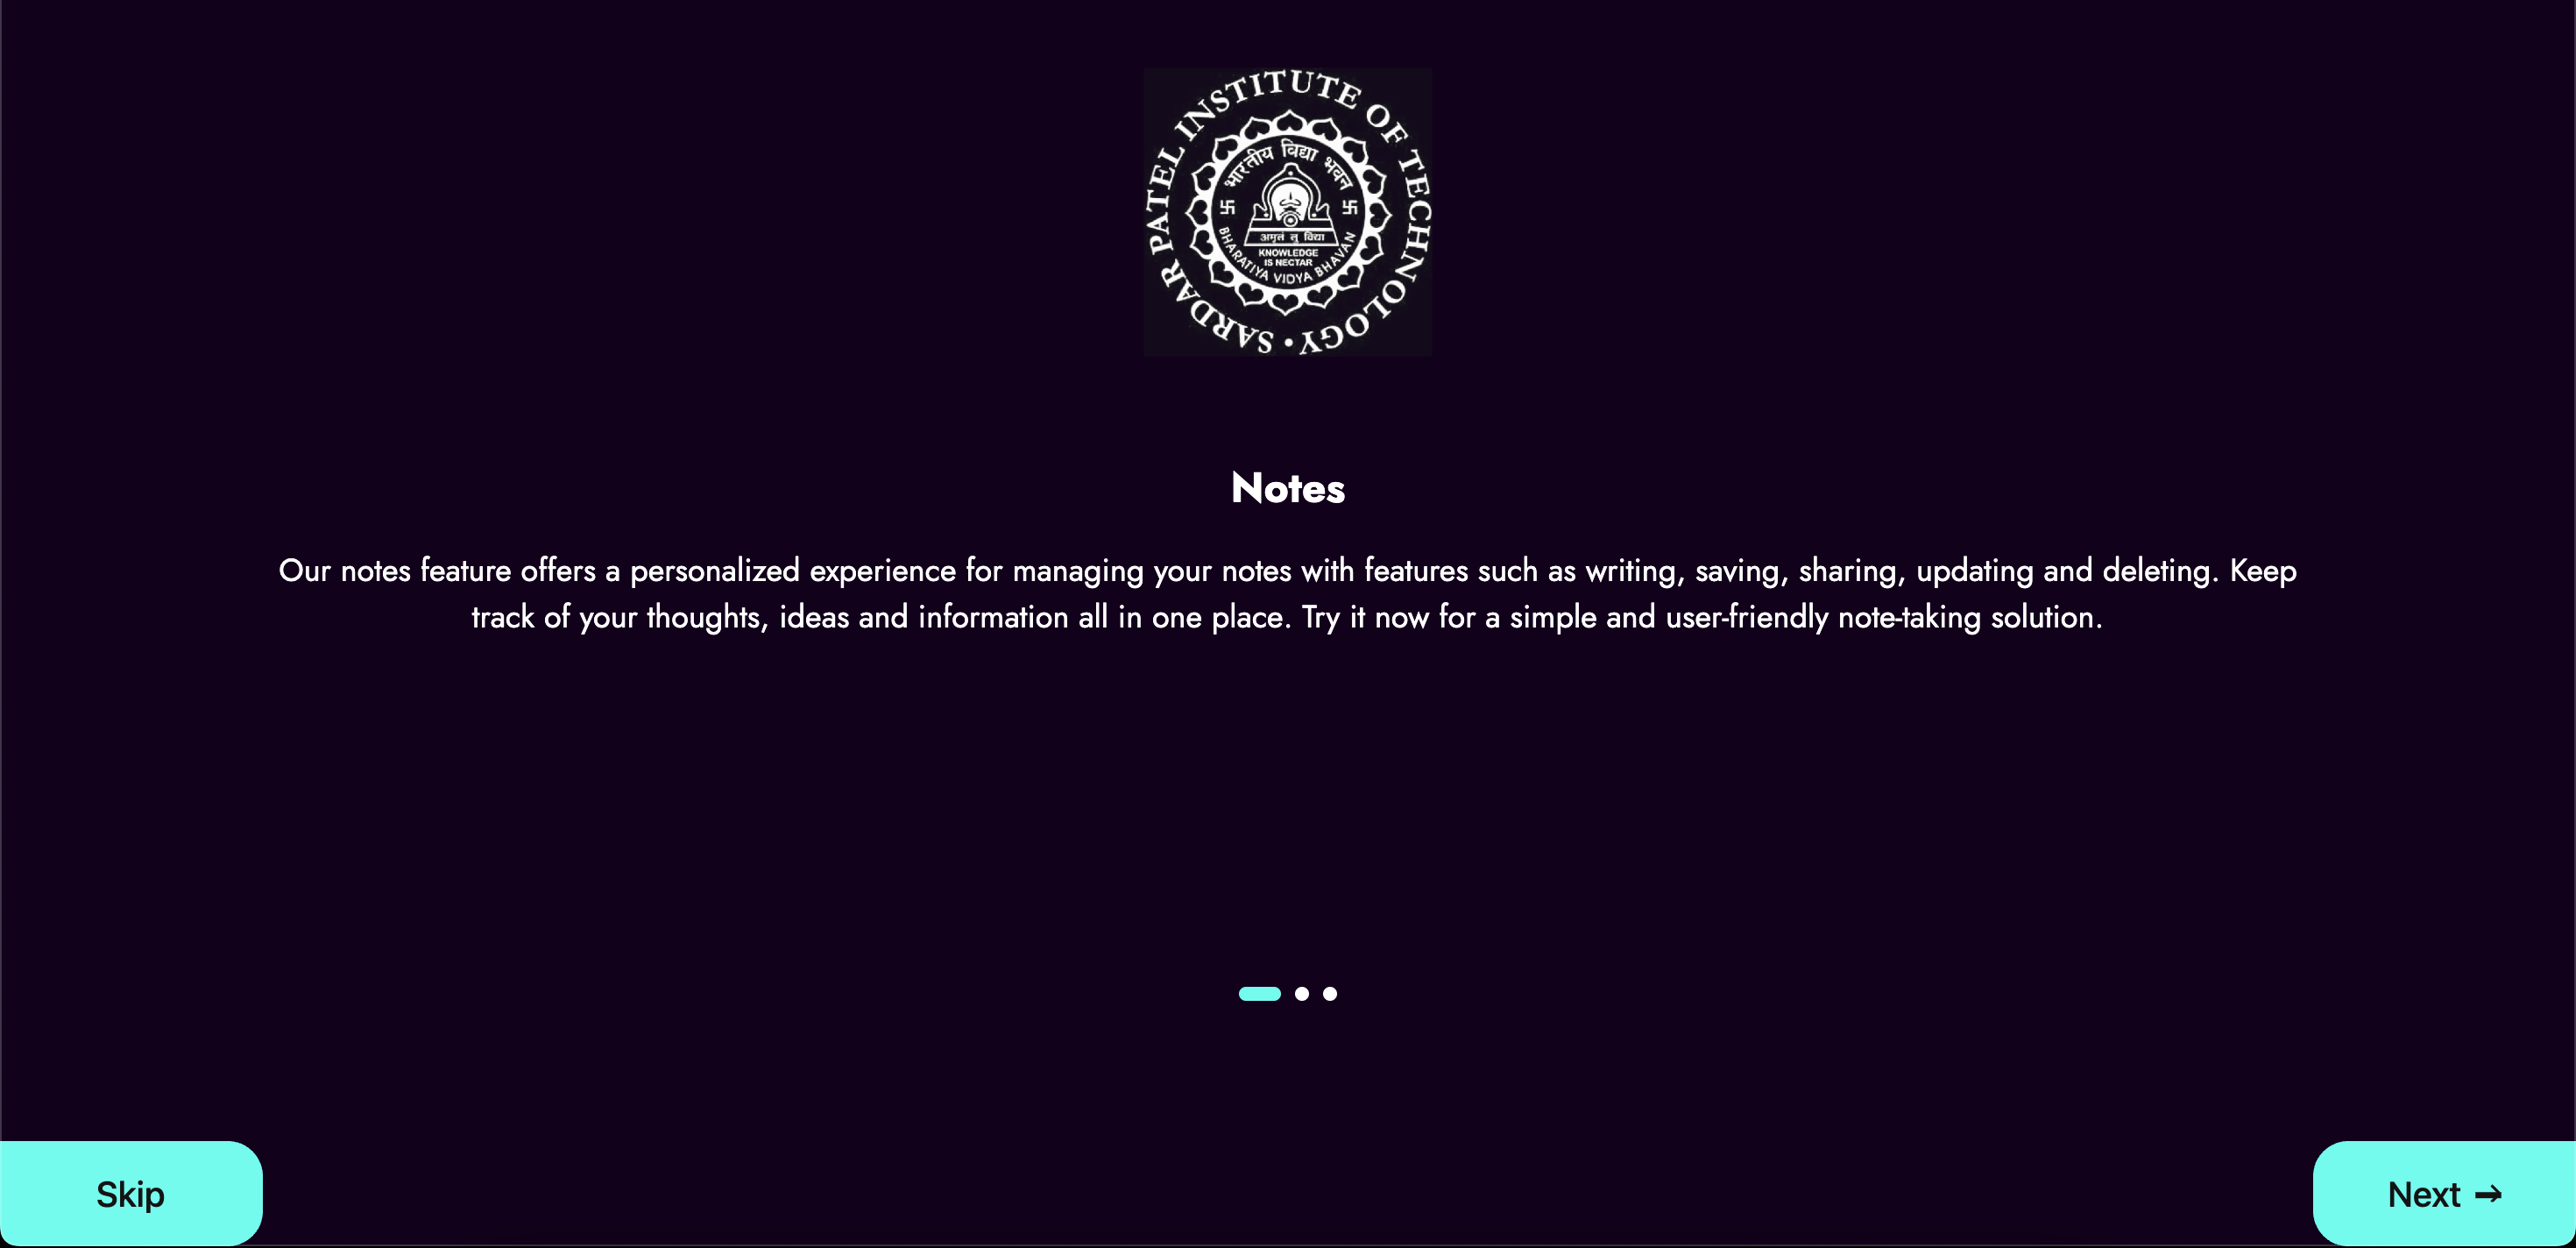 SARDAR PATEL INSTITUTE OF TECHNOLOGY
भारतीय विद्या भवन
अमृतं तु विद्या
KNOWLEDGE
IS NECTAR
BHARATIYA VIDYA BHAVAN
Notes
Our notes feature offers a personalized experience for managing your notes with features such as writing, saving, sharing, updating and deleting. Keep
track of your thoughts, ideas and information all in one place. Try it now for a simple and user-friendly note-taking solution.
Skip
Next →